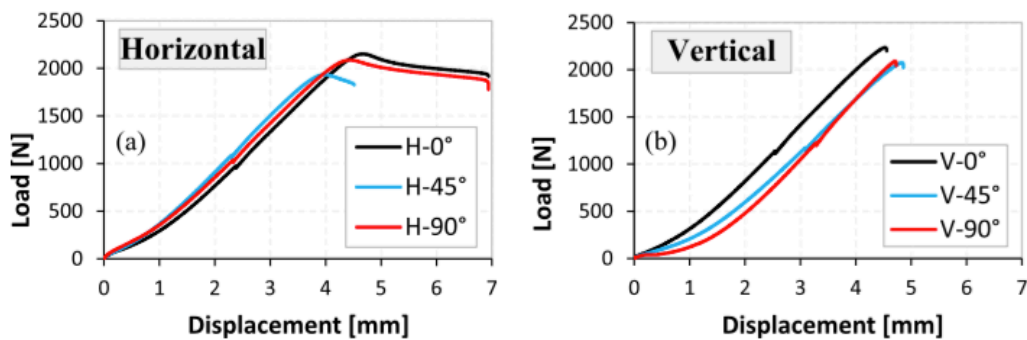 Horizontal
(a)
H-0°
H-45°
H-90°
Load [N]
2500
2000
1500
1000
500
0
0 1 2 3 4 5 6 7
Displacement [mm]
Vertical
(b)
V-0°
V-45°
V-90°
Load [N]
2500
2000
1500
1000
500
0
0 1 2 3 4 5 6 7
Displacement [mm]